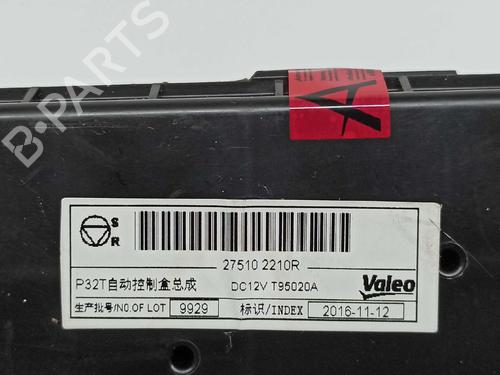 B-PARTS
A
S
R
27510 2210R
P32T自动控制盒总成 DC12V T95020A Valeo
生产批号/NO.OF LOT 9929 标识/INDEX 2016-11-12